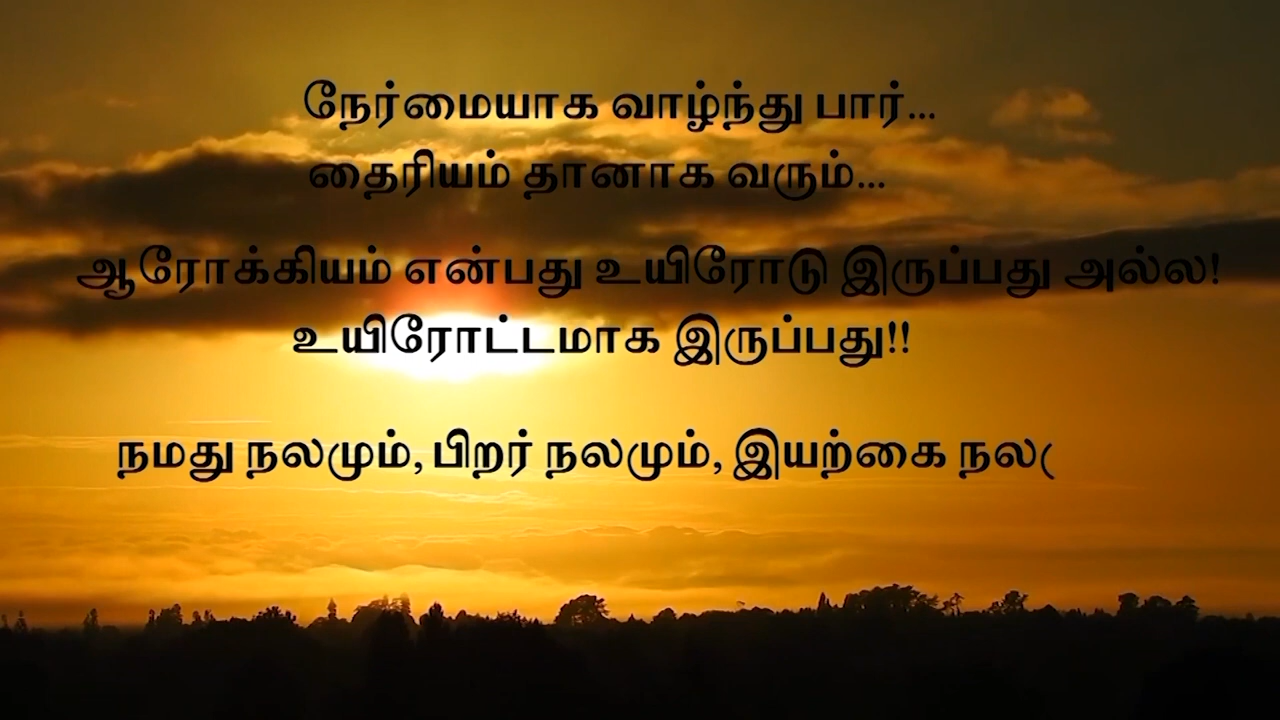 நேர்மையாக வாழ்ந்து பார்...
தைரியம் தானாக வரும்...
ஆரோக்கியம் என்பது உயிரோடு இருப்பது அல்ல!
உயிரோட்டமாக இருப்பது!!
நமது நலமும், பிறர் நலமும், இயற்கை நல